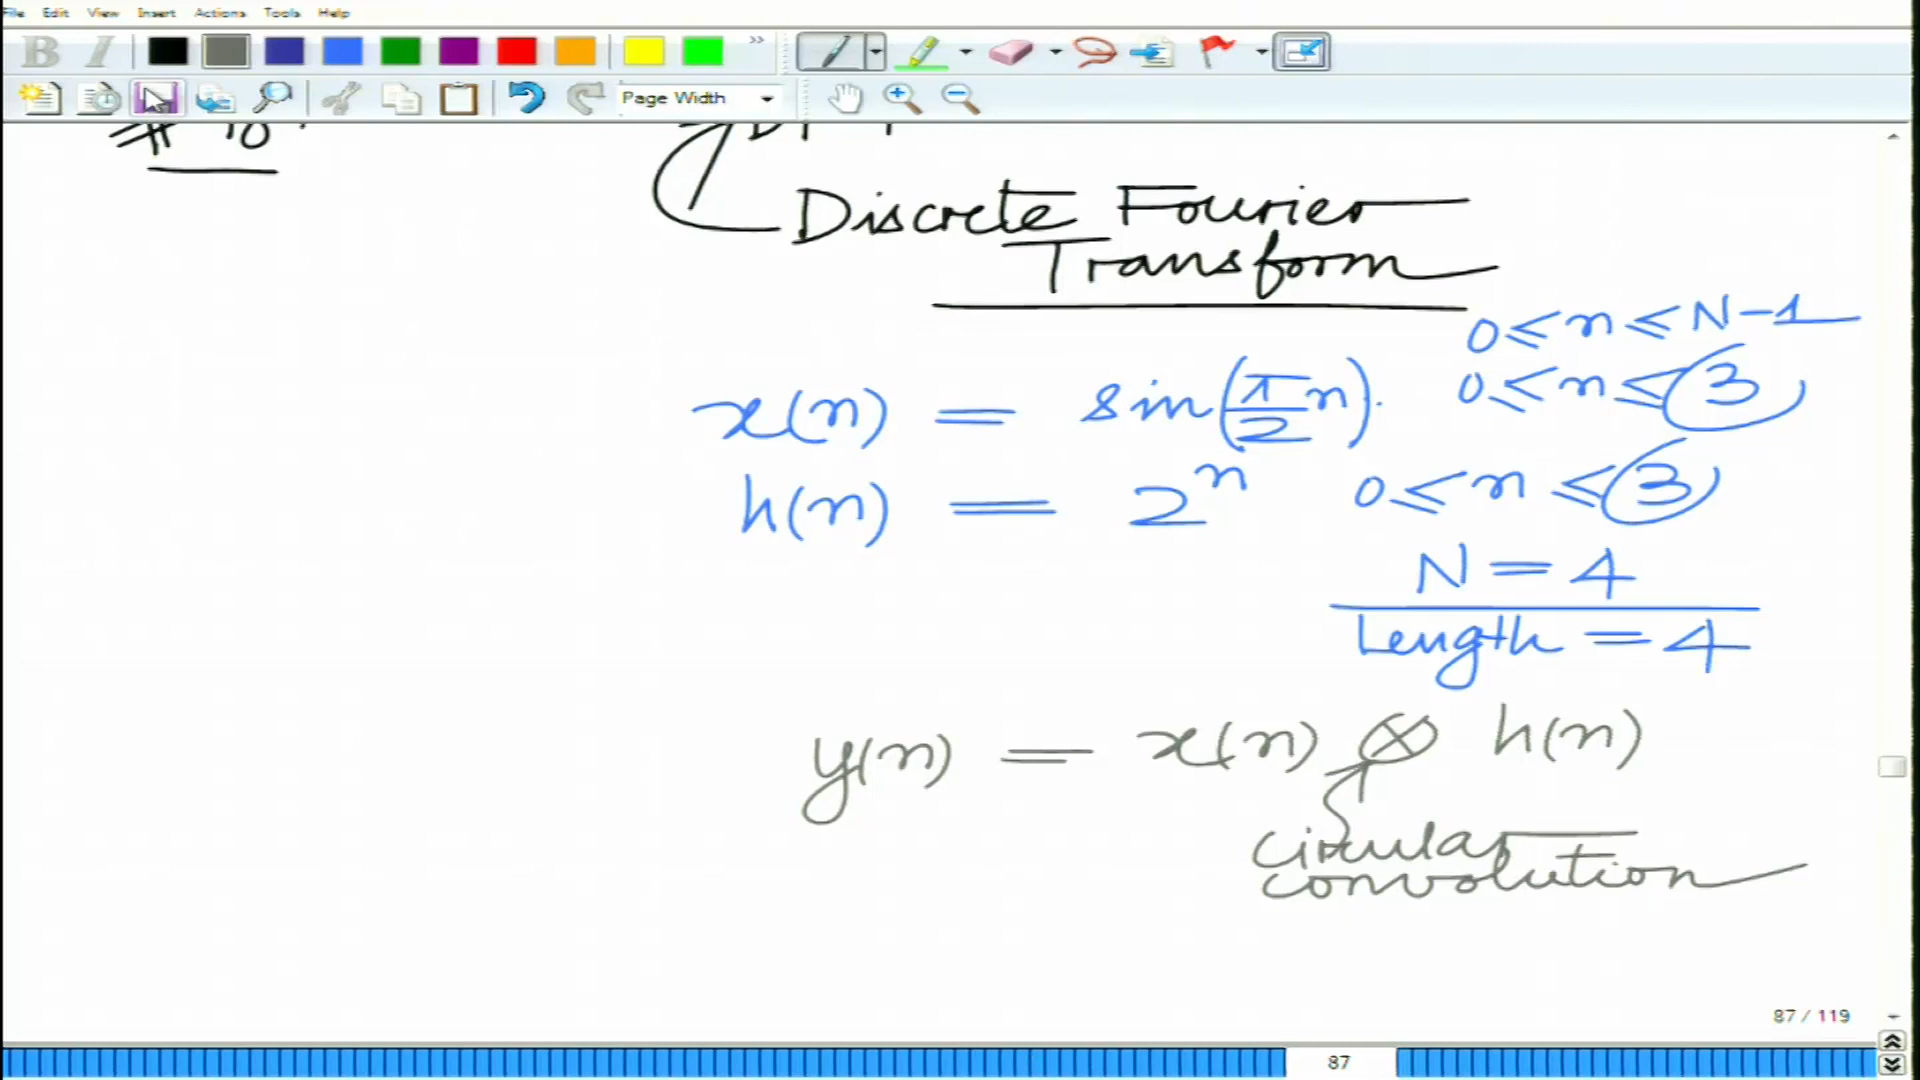 File Edit View Insert Actions Tools Help
B I
Page Width
# 10
Discrete Fourier
Transform
0 ≤ n ≤ N-1
x(n) = sin(π/2 n). 0 ≤ n ≤ 3
h(n) = 2^n 0 ≤ n ≤ 3
N = 4
Length = 4
y(n) = x(n) ⊗ h(n)
circular
convolution
87 / 119
87